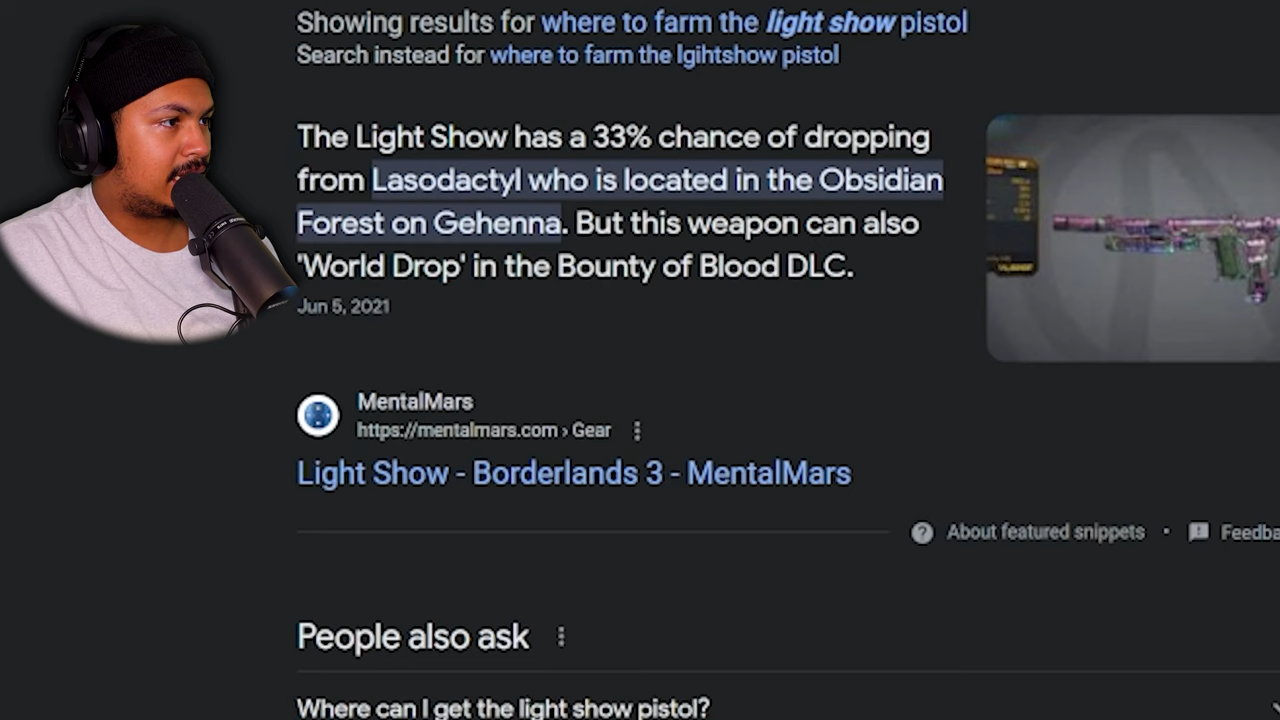 Showing results for where to farm the light show pistol
Search instead for where to farm the lgihtshow pistol
The Light Show has a 33% chance of dropping
from Lasodactyl who is located in the Obsidian
Forest on Gehenna. But this weapon can also
'World Drop' in the Bounty of Blood DLC.
Jun 5, 2021
MentalMars
https://mentalmars.com › Gear
Light Show - Borderlands 3 - MentalMars
About featured snippets • Feedba
People also ask
Where can I get the light show pistol?